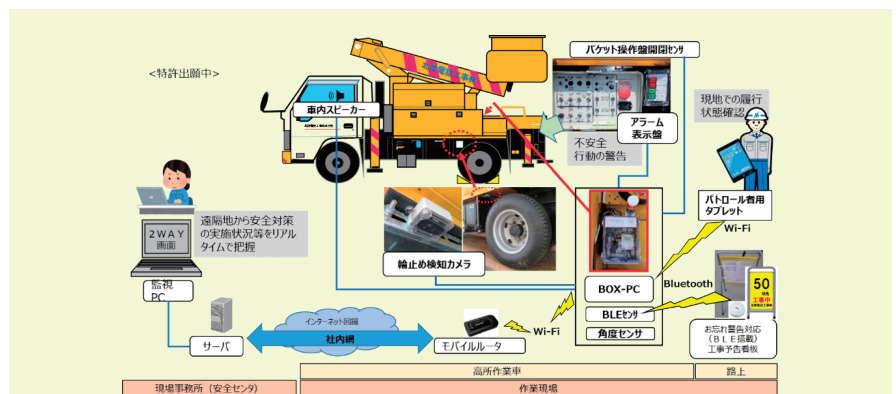 <特許出願中>
バケット操作盤開閉センサ
車内スピーカー
アラーム
表示盤
不安全
行動の警告
現地での履行
状態確認
遠隔地から安全対策
の実施状況等をリアル
タイムで把握
2WAY
画面
監視
PC
輪止め検知カメラ
パトロール者用
タブレット
Wi-Fi
BOX-PC
Bluetooth
BLEセンサ
角度センサ
50
工事中
お忘れ警告対応
(BLE搭載)
工事予告看板
サーバ
インターネット回線
社内網
モバイルルータ
Wi-Fi
高所作業車
路上
現場事務所(安全センタ)
作業現場